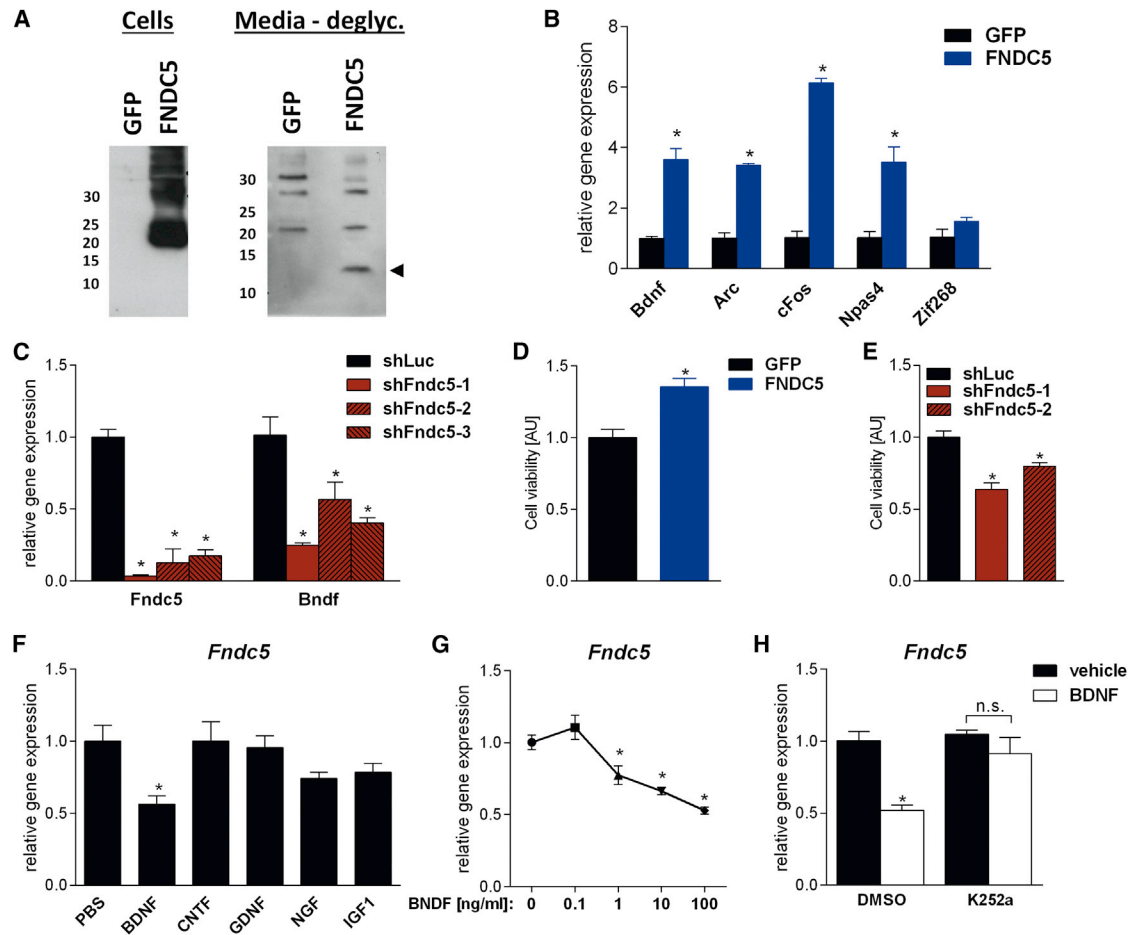 A
Cells
Media - deglyc.
GFP
FNDC5
GFP
FNDC5
30
25
20
15
10
30
25
20
15
10
B
relative gene expression
8
6
4
2
0
GFP
FNDC5
*
*
*
*
Bdnf
Arc
cFos
Npas4
Zif268
C
relative gene expression
1.5
1.0
0.5
0.0
shLuc
shFndc5-1
shFndc5-2
shFndc5-3
* * *
* * *
Fndc5
Bndf
D
Cell viability [AU]
1.5
1.0
0.5
0.0
GFP
FNDC5
*
E
Cell viability [AU]
1.5
1.0
0.5
0.0
shLuc
shFndc5-1
shFndc5-2
*
*
F
Fndc5
relative gene expression
1.5
1.0
0.5
0.0
*
PBS
BDNF
CNTF
GDNF
NGF
IGF1
G
Fndc5
relative gene expression
1.5
1.0
0.5
0.0
*
*
*
BNDF [ng/ml]: 0 0.1 1 10 100
H
Fndc5
relative gene expression
1.5
1.0
0.5
0.0
vehicle
BDNF
n.s.
*
DMSO
K252a